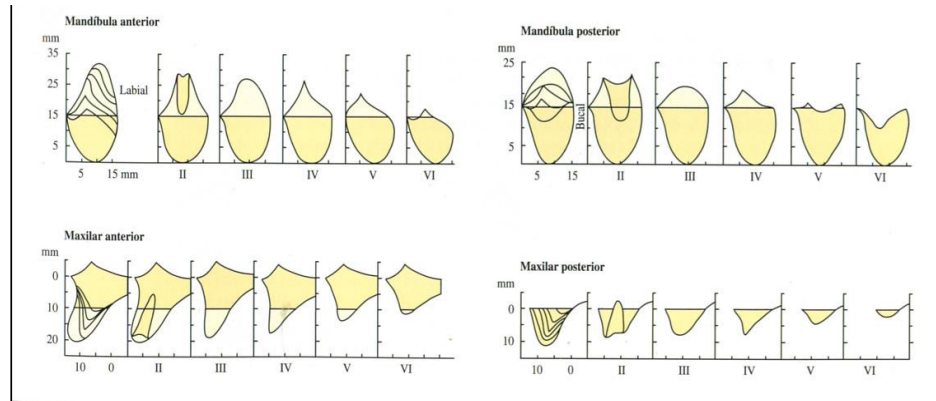 Mandíbula anterior
mm
35
25
15
5
Labial
5 15 mm II III IV V VI
Mandíbula posterior
mm
25
15
5
Bucal
5 15 II III IV V VI
Maxilar anterior
mm
0
10
20
10 0 II III IV V VI
Maxilar posterior
mm
0
10
10 0 II III IV V VI